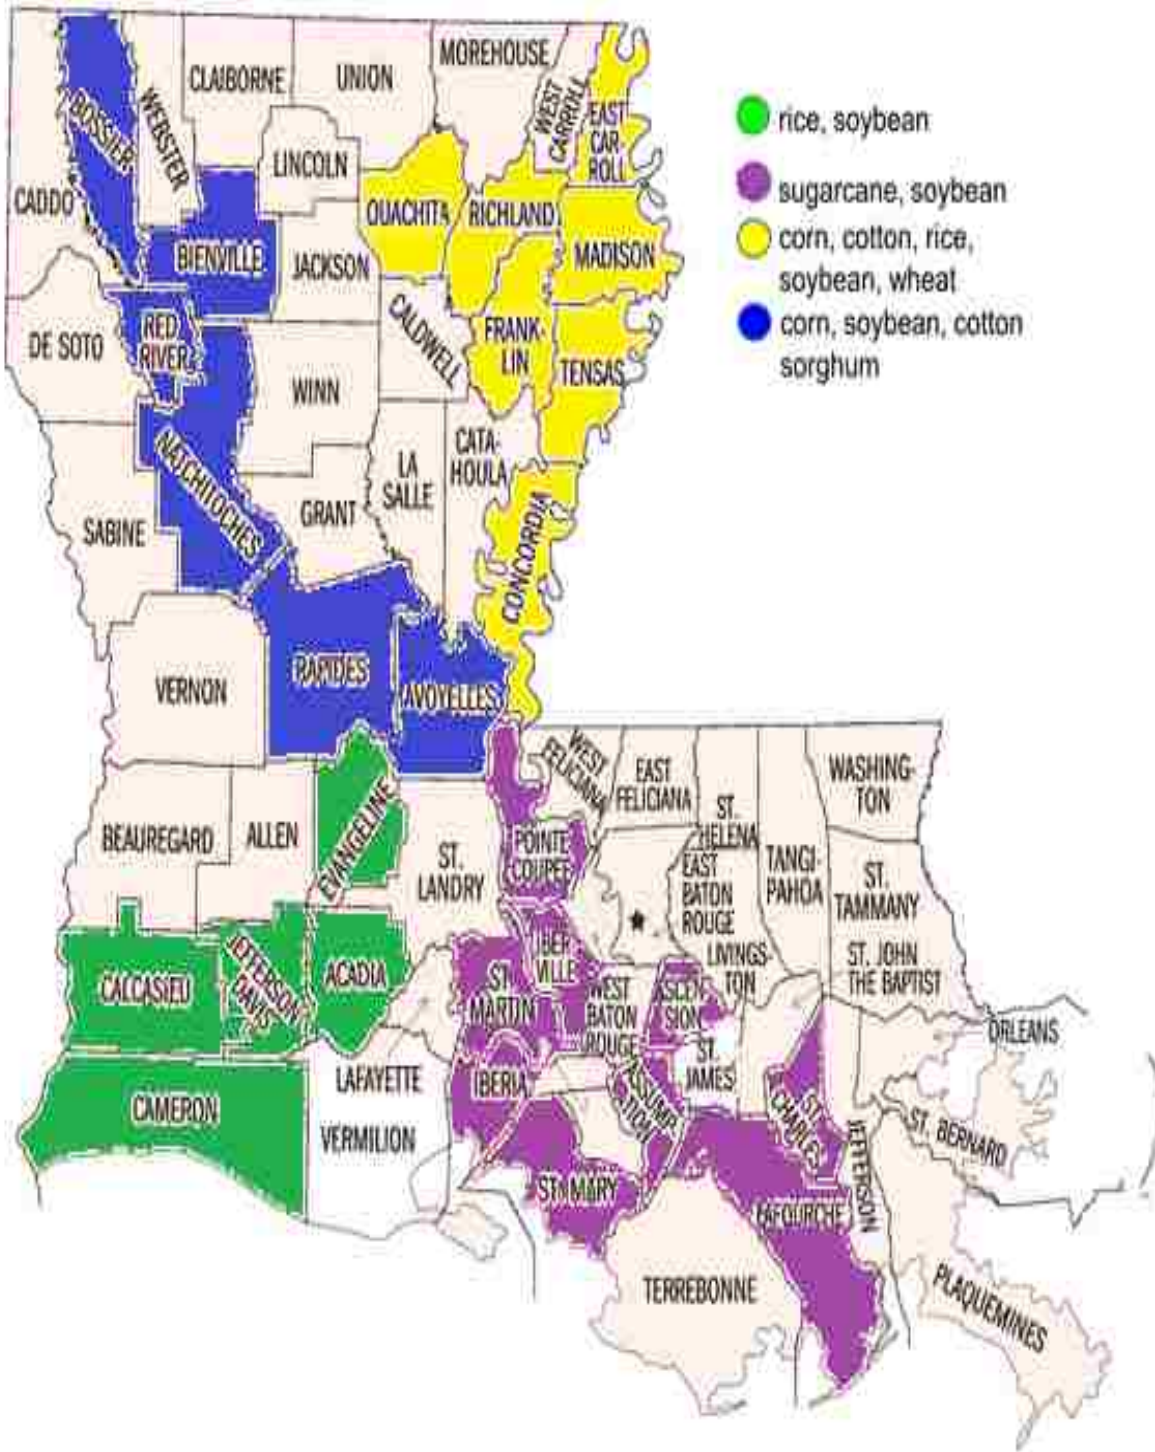 MOREHOUSE
CLAIBORNE
UNION
WEST
CARROLL
EAST
CAR-
ROLL
BOSSIER
WEBSTER
LINCOLN
CADDO
OUACHITA
RICHLAND
MADISON
BIENVILLE
JACKSON
RED
RIVER
DE SOTO
CALDWELL
FRANK-
LIN
TENSAS
WINN
CATA-
HOULA
LA
SALLE
NATCHITOCHES
GRANT
SABINE
CONCORDIA
RAPIDES
VERNON
AVOYELLES
WEST
FELICIANA
EAST
FELICIANA
WASHING-
TON
ST.
HELENA
BEAUREGARD
ALLEN
EVANGELINE
ST.
LANDRY
POINTE
COUPEE
EAST
BATON
ROUGE
TANGI-
PAHOA
ST.
TAMMANY
LIVINGS-
TON
ST. JOHN
THE BAPTIST
CALCASIEU
JEFFERSON
DAVIS
ACADIA
ST.
MARTIN
IBER
VILLE
WEST
BATON
ROUGE
ASCEN
SION
ORLEANS
ST.
JAMES
LAFAYETTE
IBERIA
ASSUMP
TION
ST.
CHARLES
CAMERON
VERMILION
JEFFERSON
ST. BERNARD
ST. MARY
LAFOURCHE
TERREBONNE
PLAQUEMINES
rice, soybean
sugarcane, soybean
corn, cotton, rice,
soybean, wheat
corn, soybean, cotton
sorghum